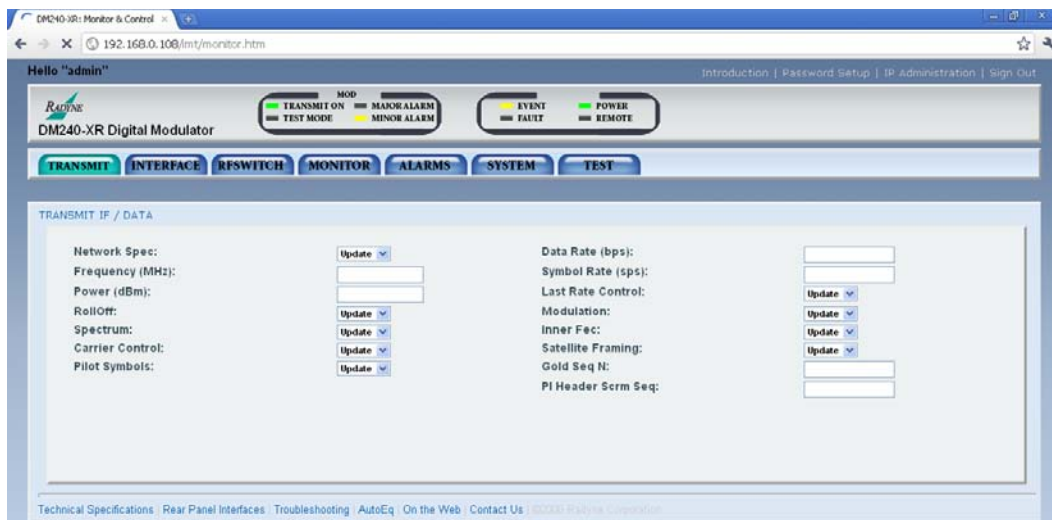 DM240-XR: Monitor & Control
192.168.0.108/imt/monitor.htm
Hello "admin"
Introduction | Password Setup | IP Administration | Sign Out
RADYNE
DM240-XR Digital Modulator
MOD
TRANSMIT ON MAJOR ALARM
TEST MODE MINOR ALARM
EVENT POWER
FAULT REMOTE
TRANSMIT INTERFACE RFSWITCH MONITOR ALARMS SYSTEM TEST
TRANSMIT IF / DATA
Network Spec: Update
Frequency (MHz):
Power (dBm):
RollOff: Update
Spectrum: Update
Carrier Control: Update
Pilot Symbols: Update
Data Rate (bps):
Symbol Rate (sps):
Last Rate Control: Update
Modulation: Update
Inner Fec: Update
Satellite Framing: Update
Gold Seq N:
Pl Header Scrm Seq:
Technical Specifications | Rear Panel Interfaces | Troubleshooting | AutoEq | On the Web | Contact Us | Radyne Corporation